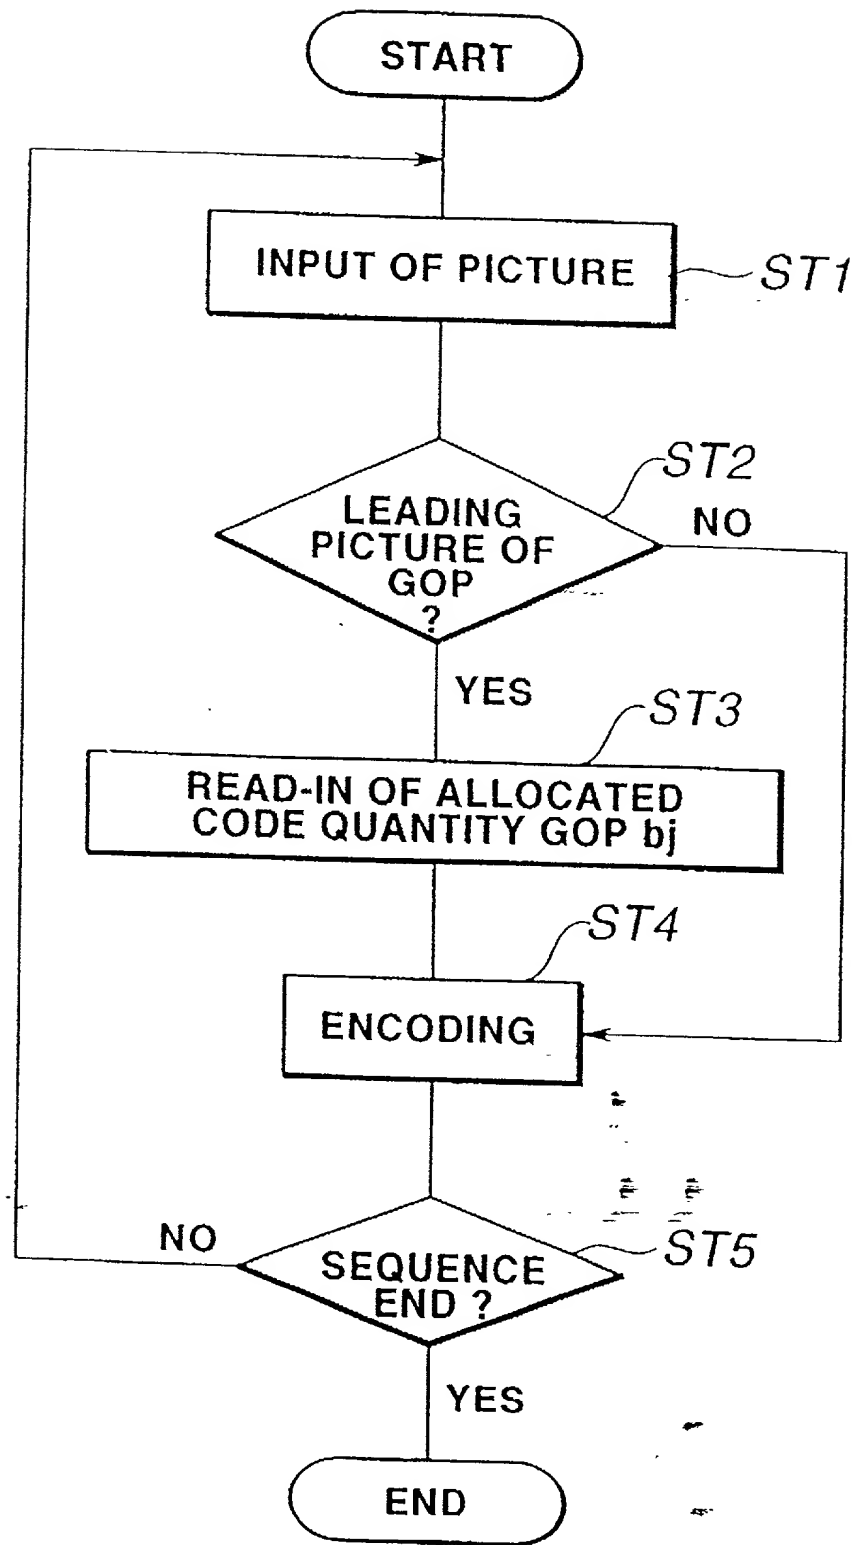 START
INPUT OF PICTURE
ST1
ST2
LEADING
PICTURE OF
GOP
?
NO
YES
ST3
READ-IN OF ALLOCATED
CODE QUANTITY GOP bj
ST4
ENCODING
NO
SEQUENCE
END ?
ST5
YES
END